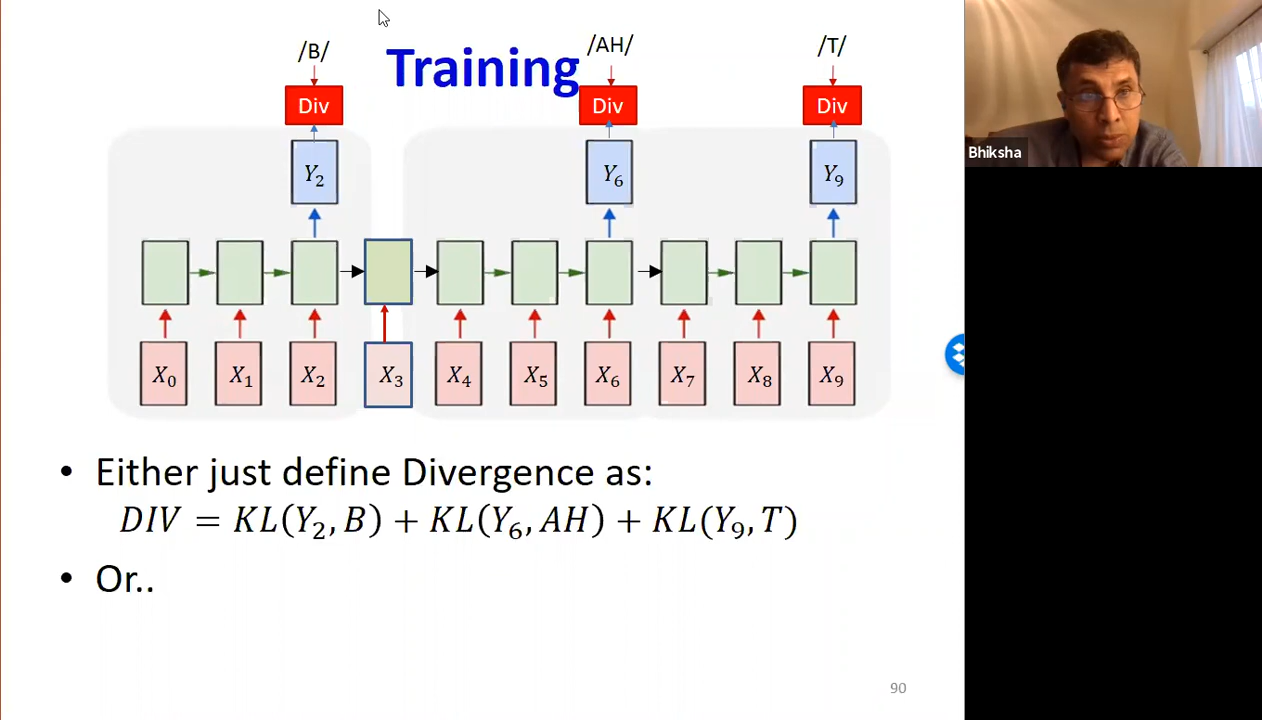 /B/ /AH/ /T/
Training
Div Div Div
Y2 Y6 Y9
X0 X1 X2 X3 X4 X5 X6 X7 X8 X9
• Either just define Divergence as:
DIV = KL(Y2, B) + KL(Y6, AH) + KL(Y9, T)
• Or..
90
Bhiksha